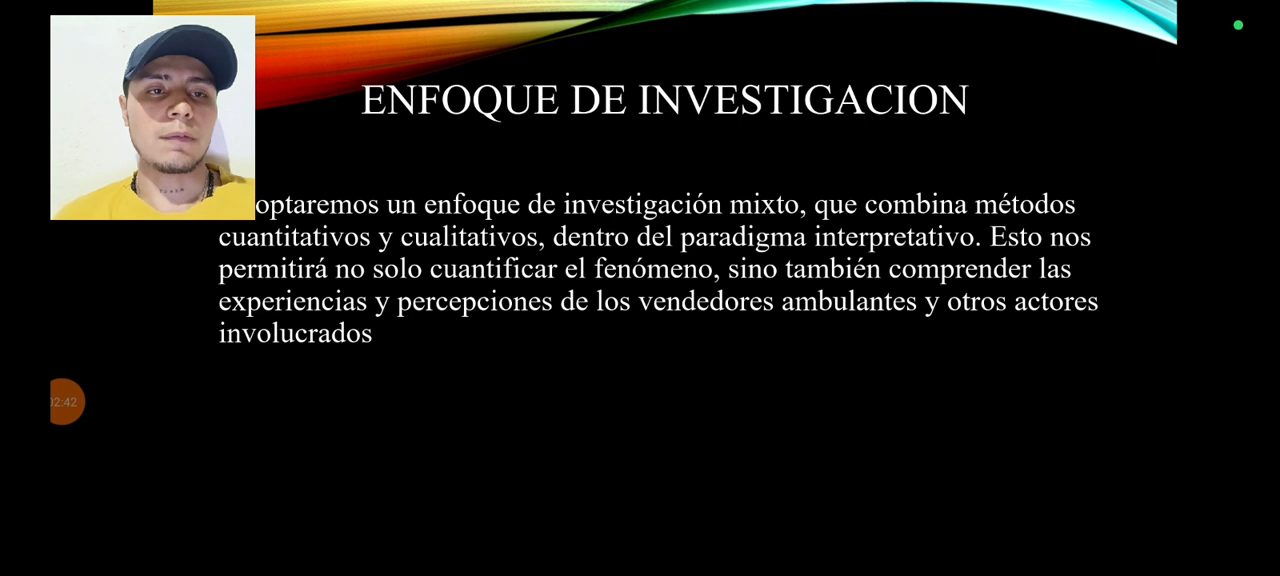 ENFOQUE DE INVESTIGACION
optaremos un enfoque de investigación mixto, que combina métodos
cuantitativos y cualitativos, dentro del paradigma interpretativo. Esto nos
permitirá no solo cuantificar el fenómeno, sino también comprender las
experiencias y percepciones de los vendedores ambulantes y otros actores
involucrados
02:42